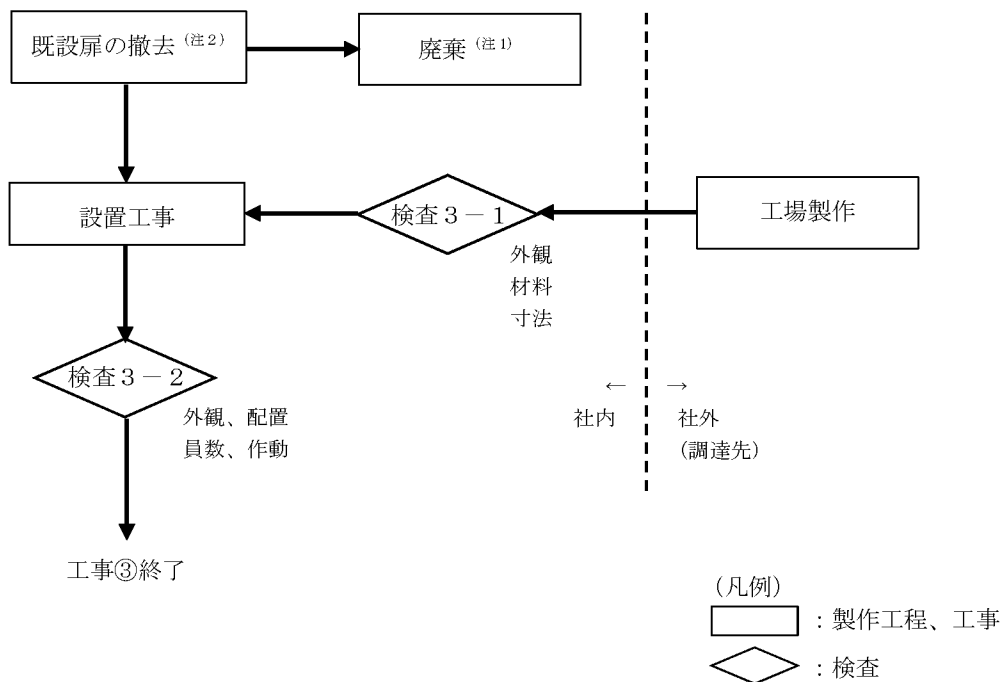 既設扉の撤去（注２）
廃棄（注１）
設置工事
検査３－１
工場製作
外観
材料
寸法
検査３－２
外観、配置
員数、作動
← →
社内 社外
（調達先）
工事③終了
（凡例）
：製作工程、工事
：検査